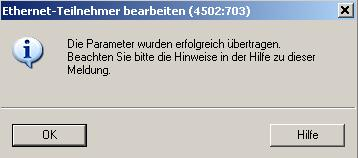 Ethernet-Teilnehmer bearbeiten (4502:703)
Die Parameter wurden erfolgreich übertragen.
Beachten Sie bitte die Hinweise in der Hilfe zu dieser
Meldung.
OK
Hilfe